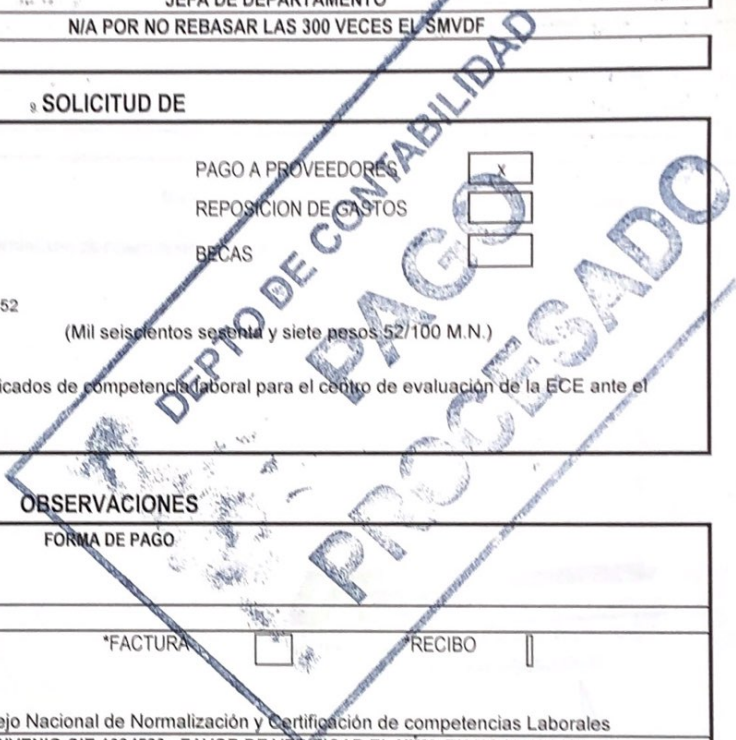 JEFA DE DEPARTAMENTO
N/A POR NO REBASAR LAS 300 VECES EL SMVDF
9. SOLICITUD DE
PAGO A PROVEEDORES x
REPOSICION DE GASTOS
BECAS
52
(Mil seiscientos sesenta y siete pesos 52/100 M.N.)
icados de competencia laboral para el centro de evaluación de la ECE ante el
DEPTO DE CONTABILIDAD
PAGO
PROCESADO
OBSERVACIONES
FORMA DE PAGO
*FACTURA
*RECIBO
ejo Nacional de Normalización y Certificación de competencias Laborales